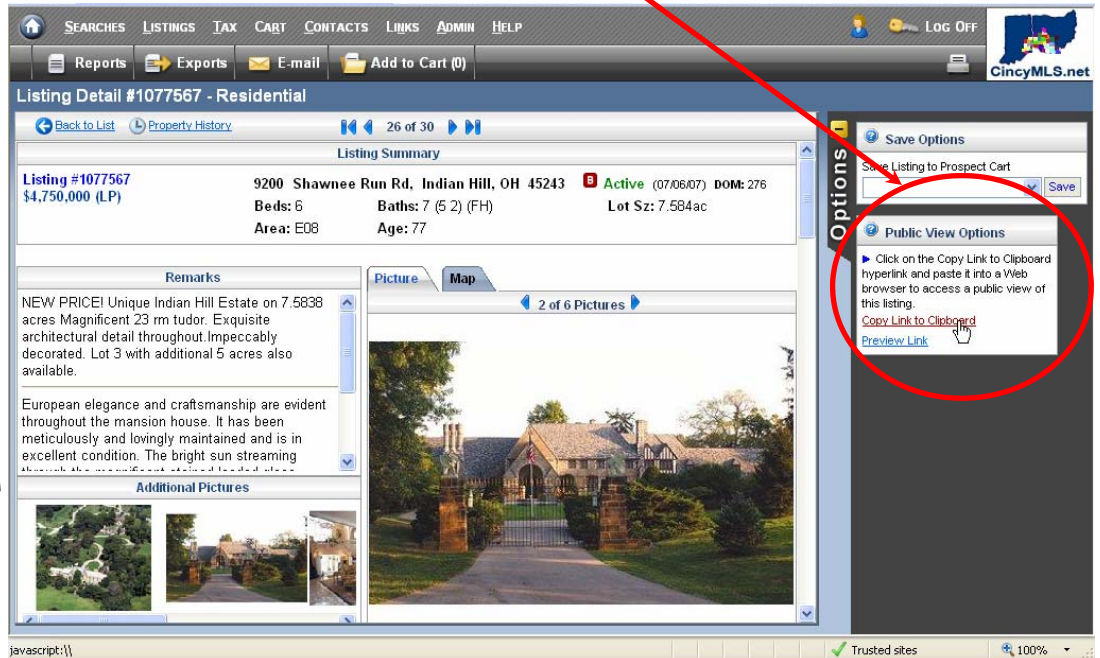 SEARCHES LISTINGS TAX CART CONTACTS LINKS ADMIN HELP LOG OFF
Reports Exports E-mail Add to Cart (0)
CincyMLS.net
Listing Detail #1077567 - Residential
Back to List Property History 26 of 30
Listing Summary
Listing #1077567 9200 Shawnee Run Rd, Indian Hill, OH 45243 B Active (07/06/07) DOM: 276
$4,750,000 (LP) Beds: 6 Baths: 7 (5 2) (FH) Lot Sz: 7.584ac
Area: E08 Age: 77
Remarks
NEW PRICE! Unique Indian Hill Estate on 7.5838
acres Magnificent 23 rm tudor. Exquisite
architectural detail throughout.Impeccably
decorated. Lot 3 with additional 5 acres also
available.
European elegance and craftsmanship are evident
throughout the mansion house. It has been
meticulously and lovingly maintained and is in
excellent condition. The bright sun streaming
through the magnificent stained leaded glass
Additional Pictures
Picture Map
2 of 6 Pictures
Options
Save Options
Save Listing to Prospect Cart
Save
Public View Options
Click on the Copy Link to Clipboard
hyperlink and paste it into a Web
browser to access a public view of
this listing.
Copy Link to Clipboard
Preview Link
javascript:\\ Trusted sites 100%